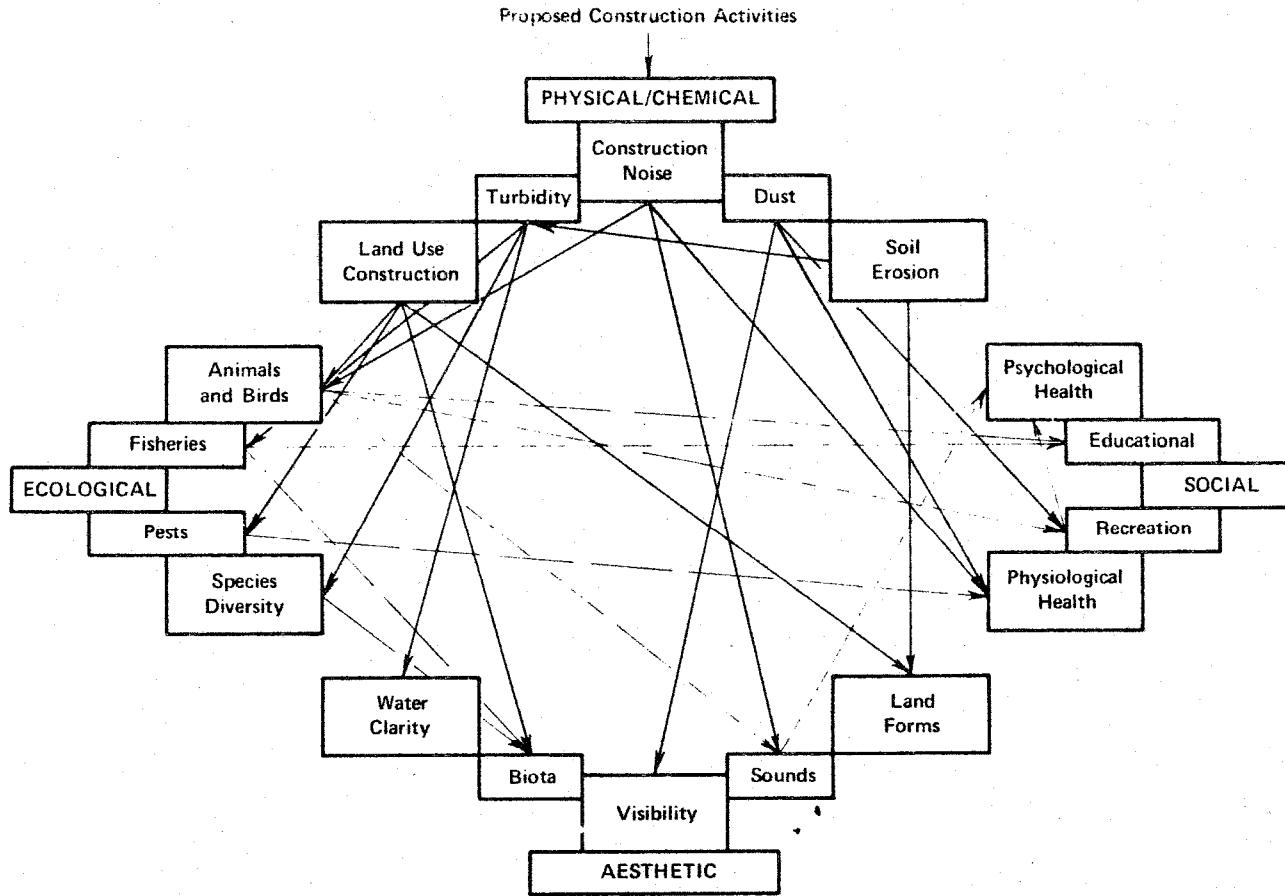 Proposed Construction Activities
PHYSICAL/CHEMICAL
Construction
Noise
Turbidity
Dust
Land Use
Construction
Soil
Erosion
Animals
and Birds
Psychological
Health
Fisheries
Educational
ECOLOGICAL
SOCIAL
Pests
Recreation
Species
Diversity
Physiological
Health
Water
Clarity
Land
Forms
Biota
Sounds
Visibility
AESTHETIC